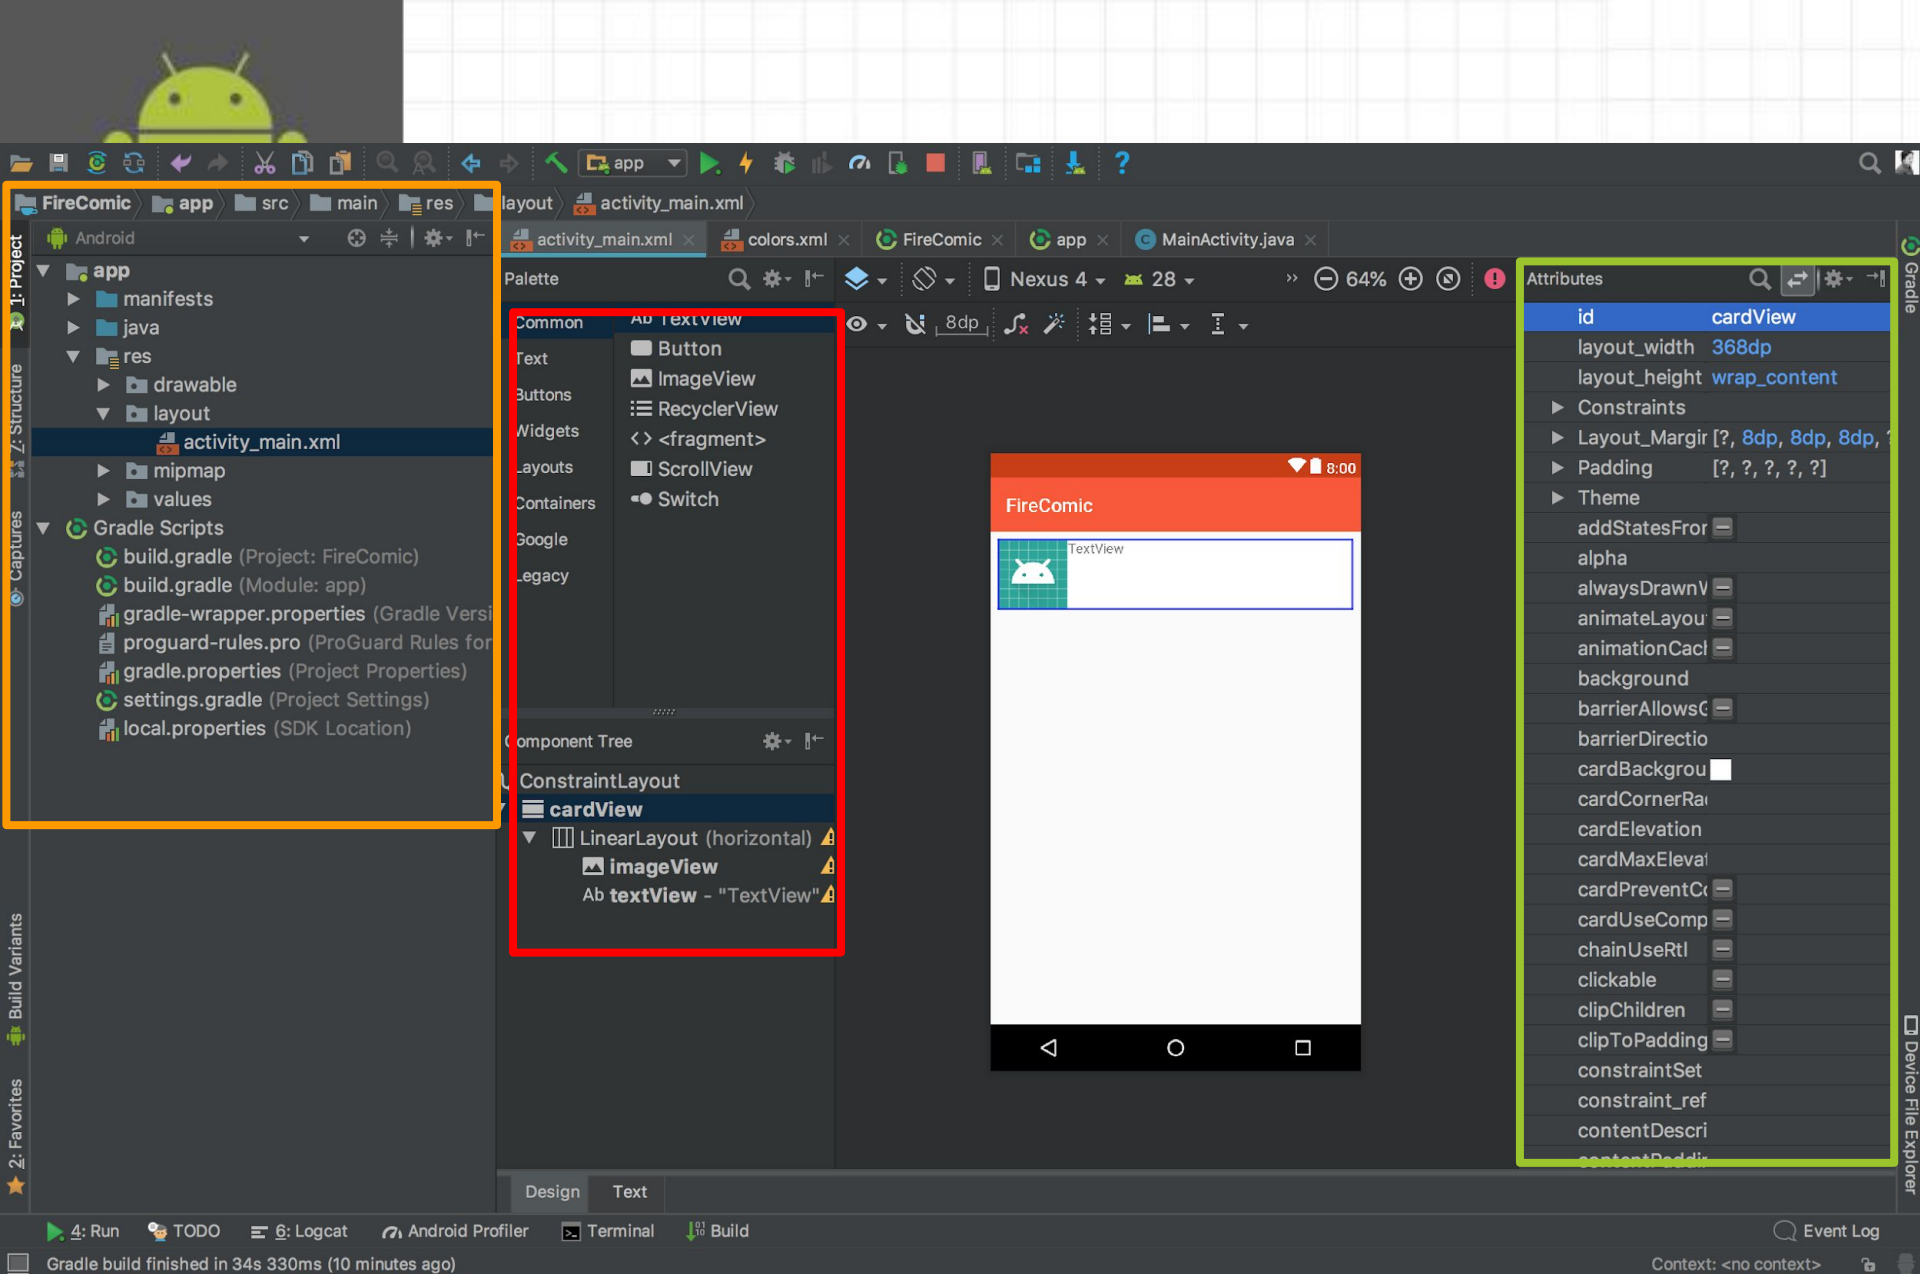 app
FireComic app src main res layout activity_main.xml
Android
activity_main.xml colors.xml FireComic app MainActivity.java
1: Project
Z: Structure
Captures
Build Variants
2: Favorites
app
manifests
java
res
drawable
layout
activity_main.xml
mipmap
values
Gradle Scripts
build.gradle (Project: FireComic)
build.gradle (Module: app)
gradle-wrapper.properties (Gradle Versi
proguard-rules.pro (ProGuard Rules for
gradle.properties (Project Properties)
settings.gradle (Project Settings)
local.properties (SDK Location)
Palette
Common
Text
Buttons
Widgets
Layouts
Containers
Google
Legacy
Ab TextView
Button
ImageView
RecyclerView
<fragment>
ScrollView
Switch
Component Tree
ConstraintLayout
cardView
LinearLayout (horizontal)
imageView
Ab textView - "TextView"
Nexus 4 28 » 64%
8dp
8:00
FireComic
TextView
Attributes
id cardView
layout_width 368dp
layout_height wrap_content
Constraints
Layout_Margin [?, 8dp, 8dp, 8dp, ?
Padding [?, ?, ?, ?, ?]
Theme
addStatesFror
alpha
alwaysDrawnV
animateLayou
animationCacl
background
barrierAllowsG
barrierDirectio
cardBackgrou
cardCornerRa
cardElevation
cardMaxElevat
cardPreventCo
cardUseComp
chainUseRtl
clickable
clipChildren
clipToPadding
constraintSet
constraint_ref
contentDescri
contentPaddir
Gradle
Device File Explorer
Design Text
4: Run TODO 6: Logcat Android Profiler Terminal Build Event Log
Gradle build finished in 34s 330ms (10 minutes ago) Context: <no context>